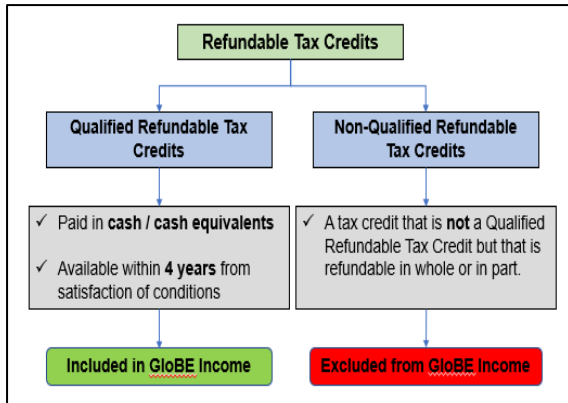 Refundable Tax Credits
Qualified Refundable Tax
Credits
Non-Qualified Refundable
Tax Credits
✓ Paid in cash / cash equivalents
✓ Available within 4 years from
satisfaction of conditions
✓ A tax credit that is not a Qualified
Refundable Tax Credit but that is
refundable in whole or in part.
Included in GloBE Income
Excluded from GloBE Income